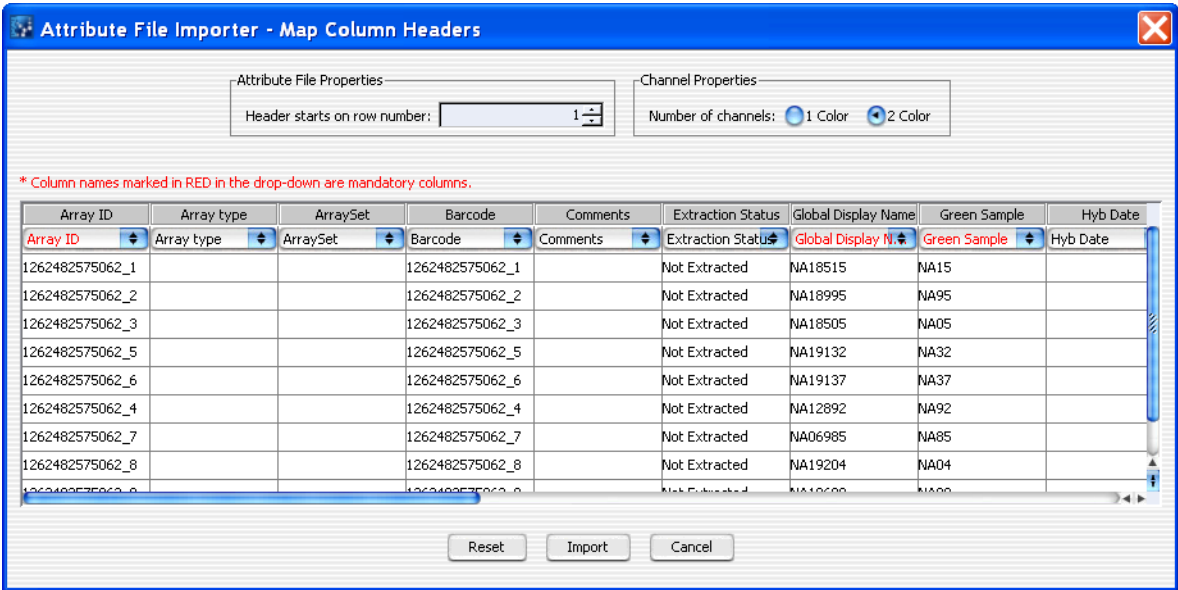 Attribute File Importer - Map Column Headers
Attribute File Properties
Channel Properties
Header starts on row number: 1
Number of channels: 1 Color 2 Color
* Column names marked in RED in the drop-down are mandatory columns.
Array ID Array type ArraySet Barcode Comments Extraction Status Global Display Name Green Sample Hyb Date
Array ID Array type ArraySet Barcode Comments Extraction Status Global Display N... Green Sample Hyb Date
1262482575062_1 1262482575062_1 Not Extracted NA18515 NA15
1262482575062_2 1262482575062_2 Not Extracted NA18995 NA95
1262482575062_3 1262482575062_3 Not Extracted NA18505 NA05
1262482575062_5 1262482575062_5 Not Extracted NA19132 NA32
1262482575062_6 1262482575062_6 Not Extracted NA19137 NA37
1262482575062_4 1262482575062_4 Not Extracted NA12892 NA92
1262482575062_7 1262482575062_7 Not Extracted NA06985 NA85
1262482575062_8 1262482575062_8 Not Extracted NA19204 NA04
Reset Import Cancel